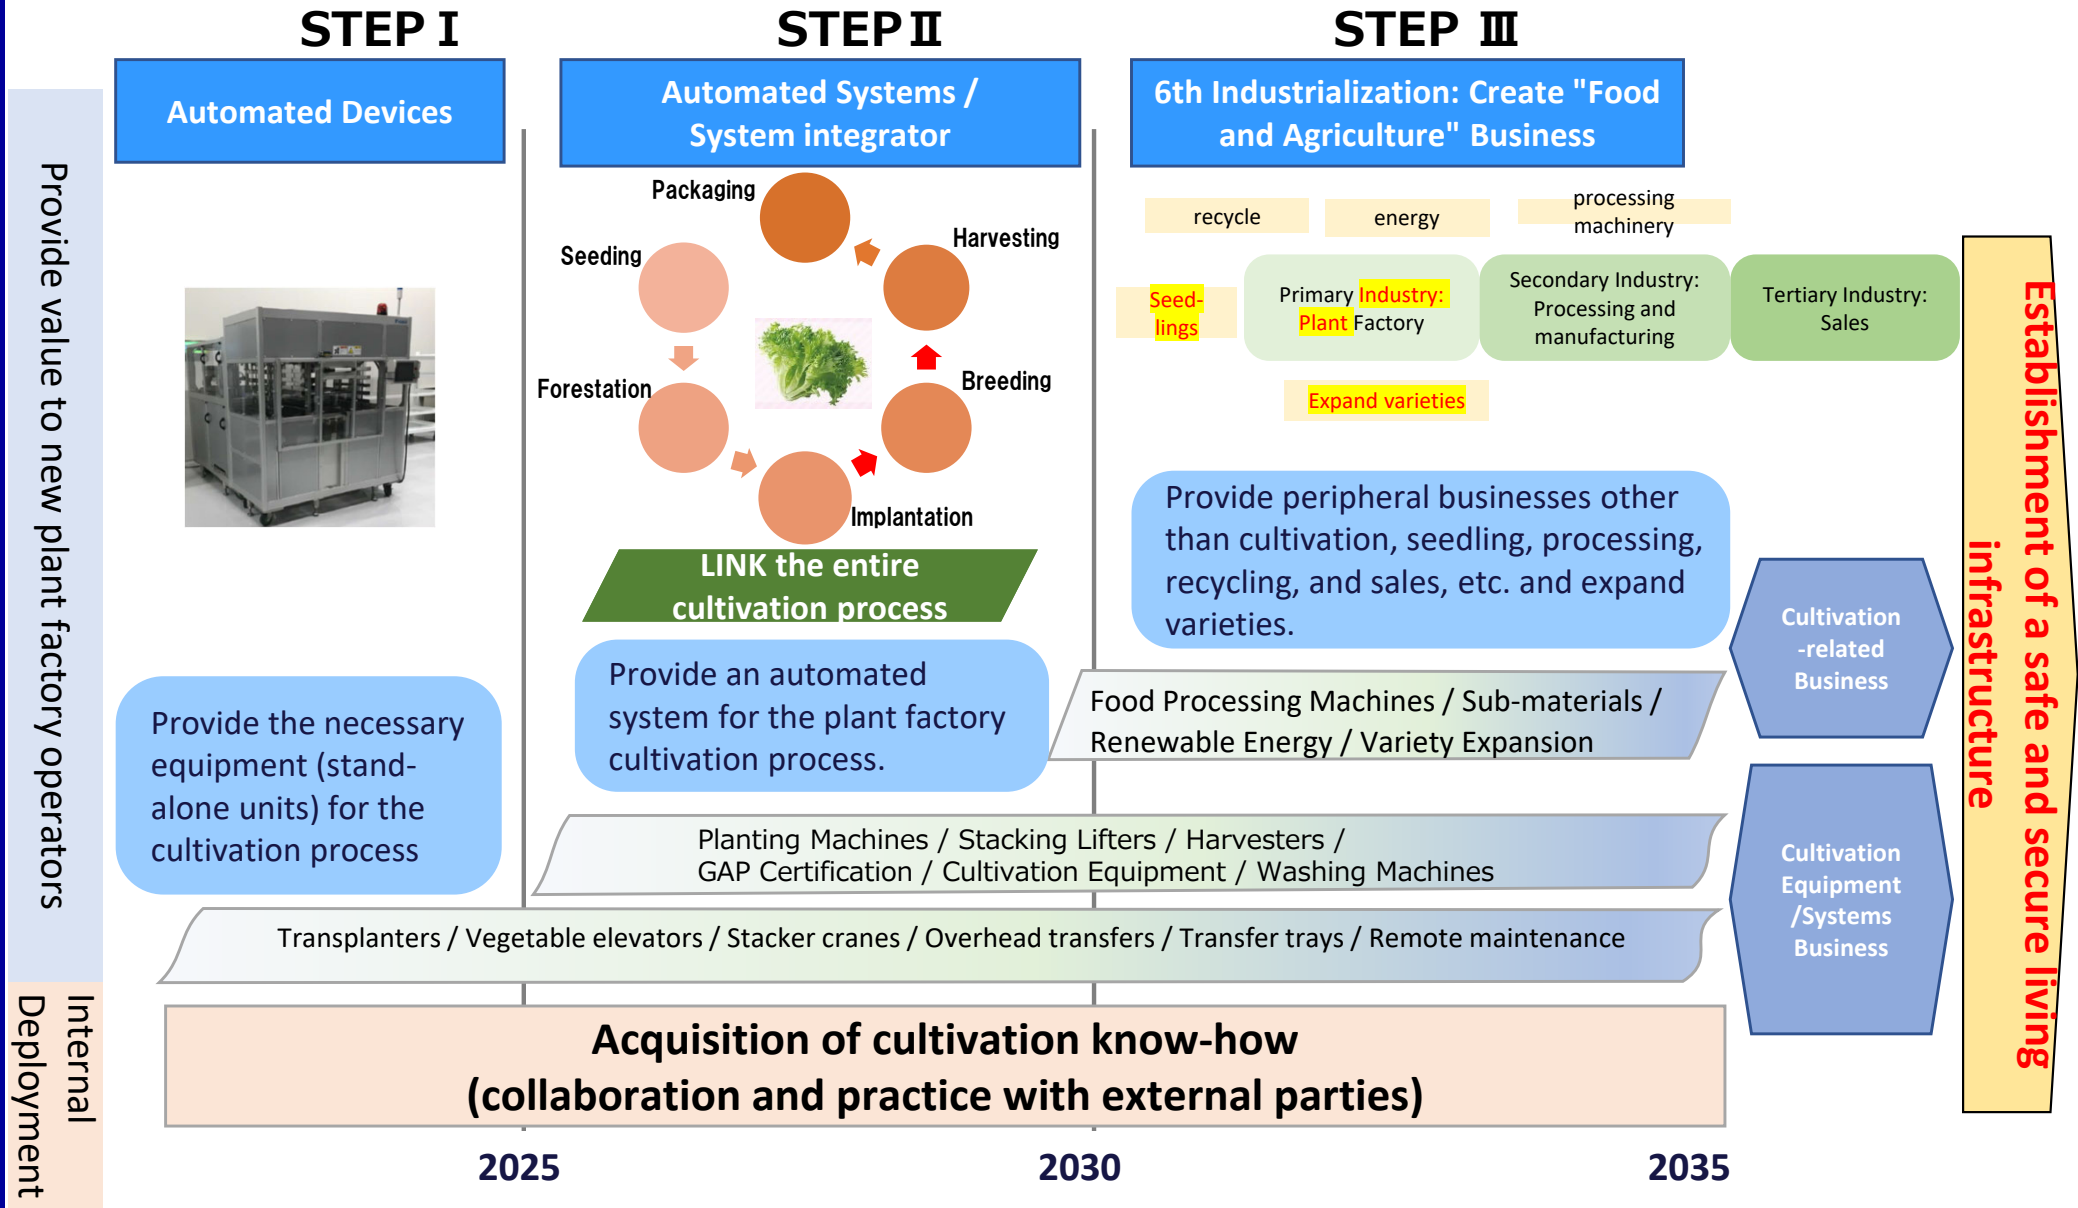 STEP Ⅰ
STEP Ⅱ
STEP Ⅲ
Automated Devices
Automated Systems /
System integrator
6th Industrialization: Create "Food
and Agriculture" Business
Provide value to new plant factory operators
Packaging
Seeding
Harvesting
Forestation
Breeding
Implantation
LINK the entire
cultivation process
recycle
energy
processing
machinery
Seed-
lings
Primary Industry:
Plant Factory
Secondary Industry:
Processing and
manufacturing
Tertiary Industry:
Sales
Expand varieties
Provide the necessary
equipment (stand-
alone units) for the
cultivation process
Provide an automated
system for the plant factory
cultivation process.
Provide peripheral businesses other
than cultivation, seedling, processing,
recycling, and sales, etc. and expand
varieties.
Food Processing Machines / Sub-materials /
Renewable Energy / Variety Expansion
Planting Machines / Stacking Lifters / Harvesters /
GAP Certification / Cultivation Equipment / Washing Machines
Transplanters / Vegetable elevators / Stacker cranes / Overhead transfers / Transfer trays / Remote maintenance
Cultivation
-related
Business
Cultivation
Equipment
/Systems
Business
Establishment of a safe and secure living
infrastructure
Internal
Deployment
Acquisition of cultivation know-how
(collaboration and practice with external parties)
2025
2030
2035